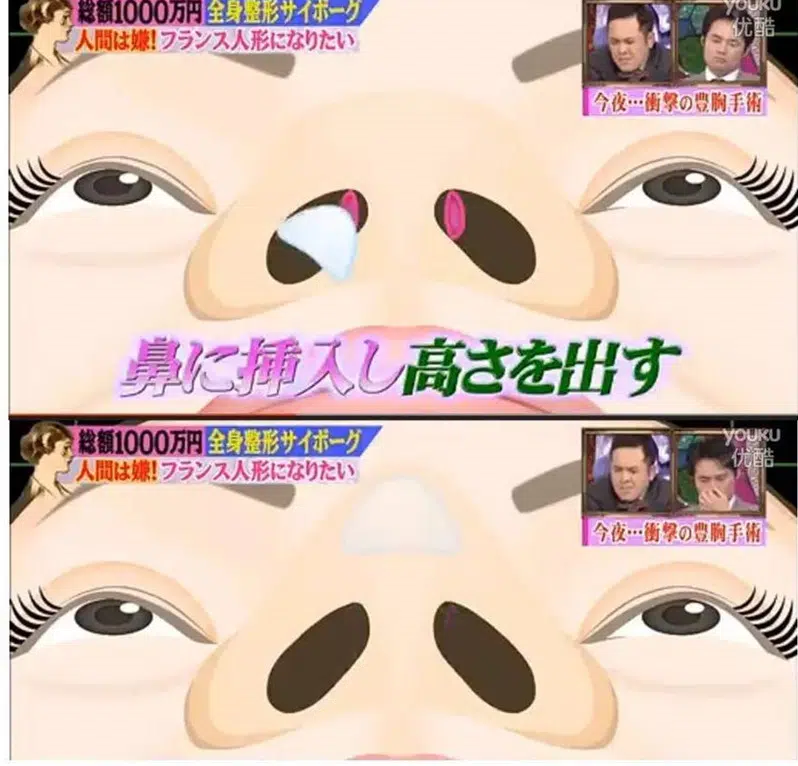 総額1000万円 全身整形サイボーグ
人間は嫌!フランス人形になりたい
YOUKU
优酷
今夜…衝撃の豊胸手術
鼻に挿入し高さを出す
総額1000万円 全身整形サイボーグ
人間は嫌!フランス人形になりたい
YOUKU
优酷
今夜…衝撃の豊胸手術